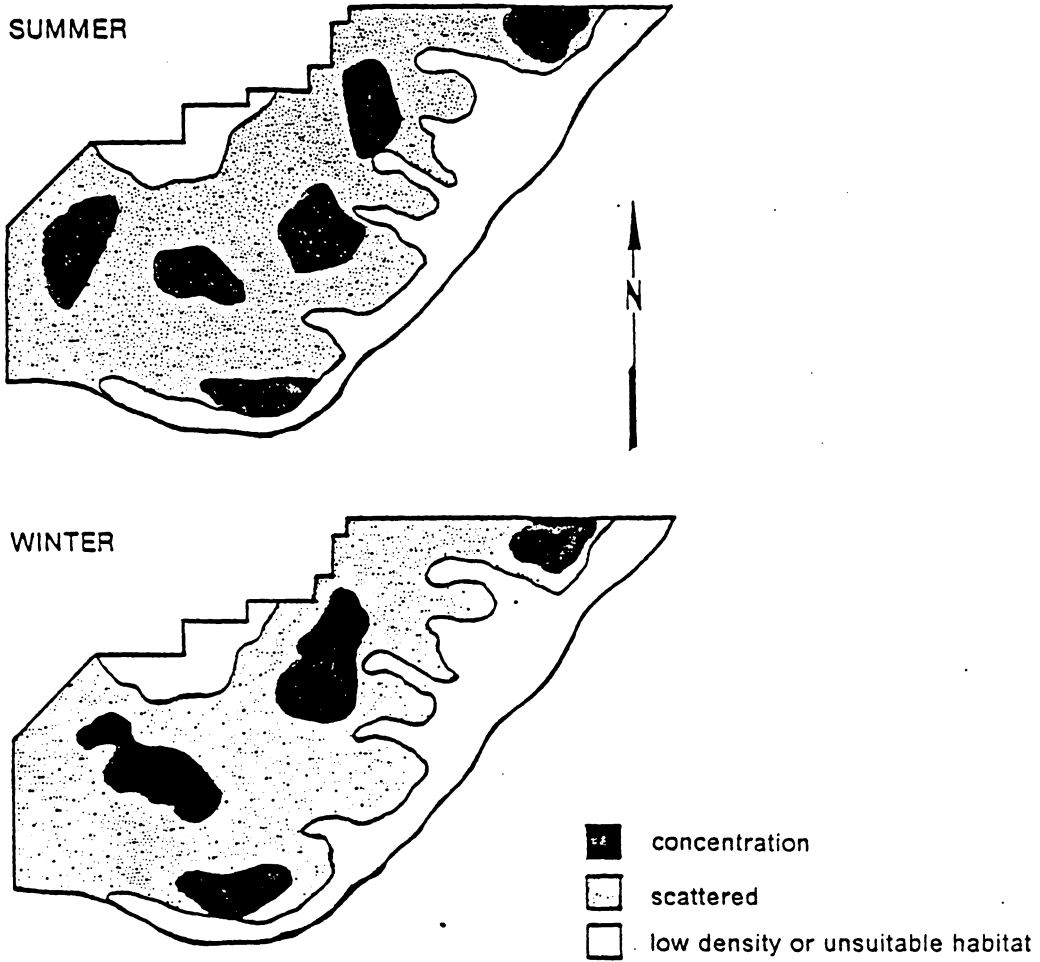 SUMMER
N
WINTER
concentration
scattered
low density or unsuitable habitat